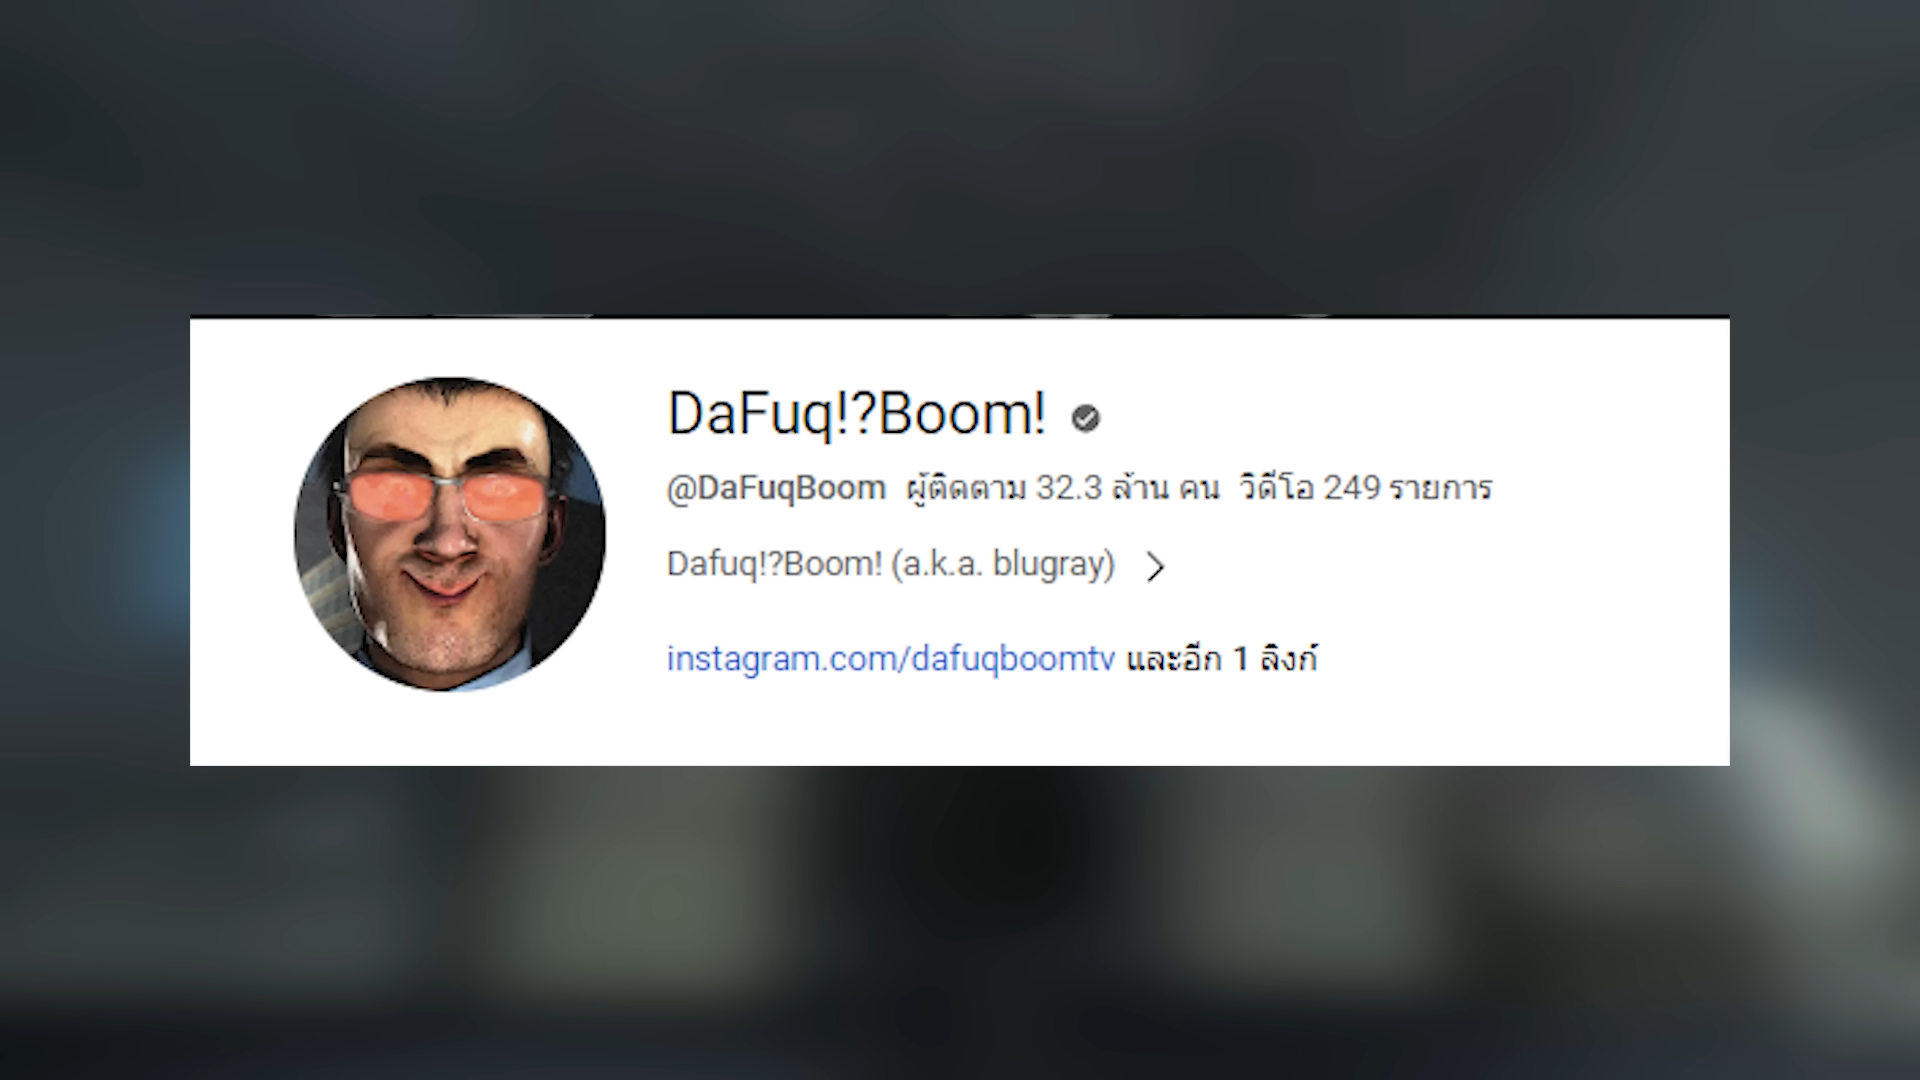 DaFuq!?Boom!
@DaFuqBoom ผู้ติดตาม 32.3 ล้าน คน วิดีโอ 249 รายการ
Dafuq!?Boom! (a.k.a. blugray)
instagram.com/dafuqboomtv และอีก 1 ลิงก์